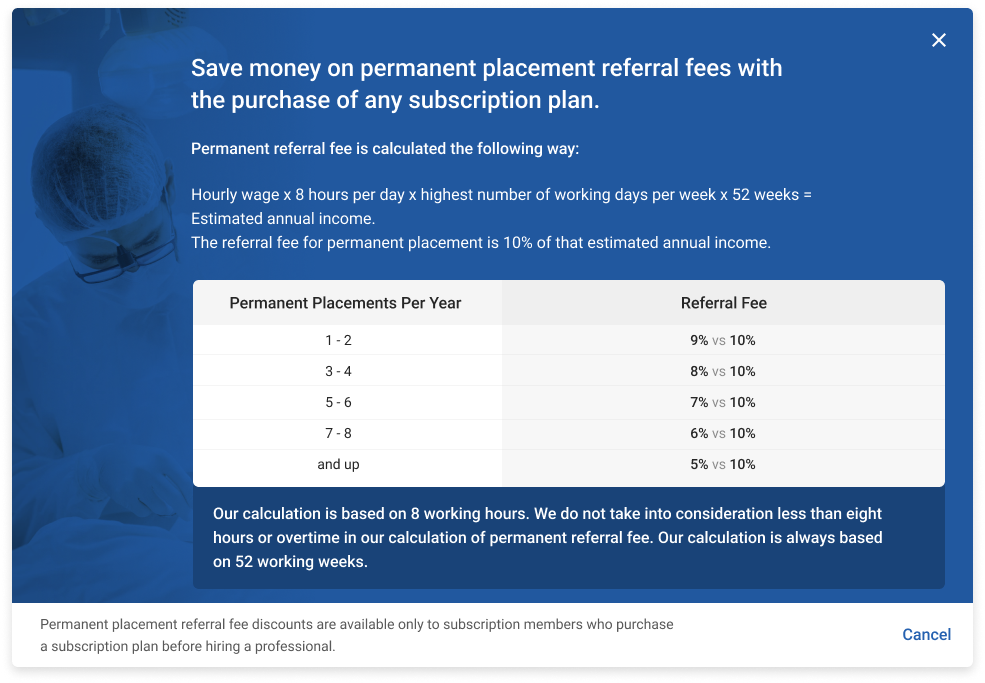 Save money on permanent placement referral fees with
the purchase of any subscription plan.
Permanent referral fee is calculated the following way:
Hourly wage x 8 hours per day x highest number of working days per week x 52 weeks =
Estimated annual income.
The referral fee for permanent placement is 10% of that estimated annual income.
Permanent Placements Per Year Referral Fee
1 - 2 9% vs 10%
3 - 4 8% vs 10%
5 - 6 7% vs 10%
7 - 8 6% vs 10%
and up 5% vs 10%
Our calculation is based on 8 working hours. We do not take into consideration less than eight
hours or overtime in our calculation of permanent referral fee. Our calculation is always based
on 52 working weeks.
Permanent placement referral fee discounts are available only to subscription members who purchase
a subscription plan before hiring a professional.
Cancel